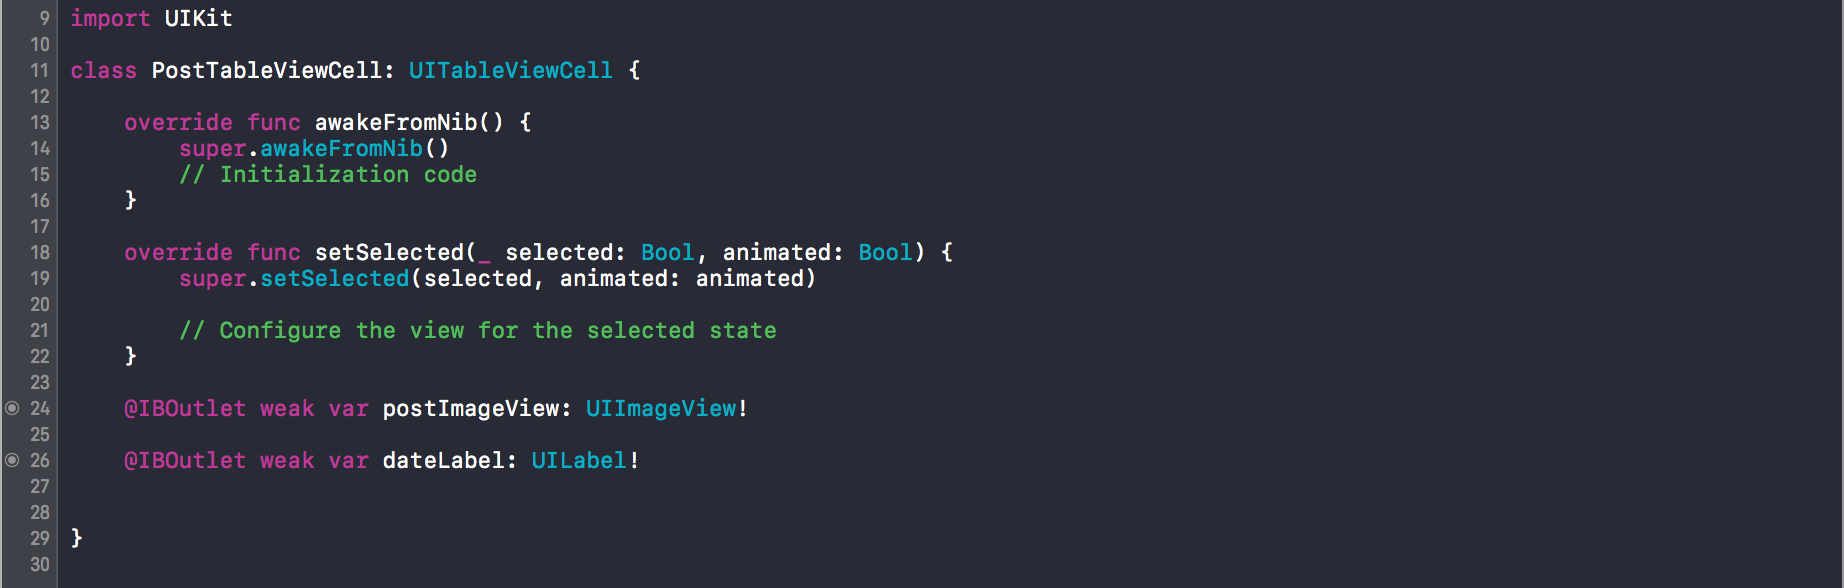 9 import UIKit
10
11 class PostTableViewCell: UITableViewCell {
12
13     override func awakeFromNib() {
14         super.awakeFromNib()
15         // Initialization code
16     }
17
18     override func setSelected(_ selected: Bool, animated: Bool) {
19         super.setSelected(selected, animated: animated)
20
21         // Configure the view for the selected state
22     }
23
24     @IBOutlet weak var postImageView: UIImageView!
25
26     @IBOutlet weak var dateLabel: UILabel!
27
28
29 }
30